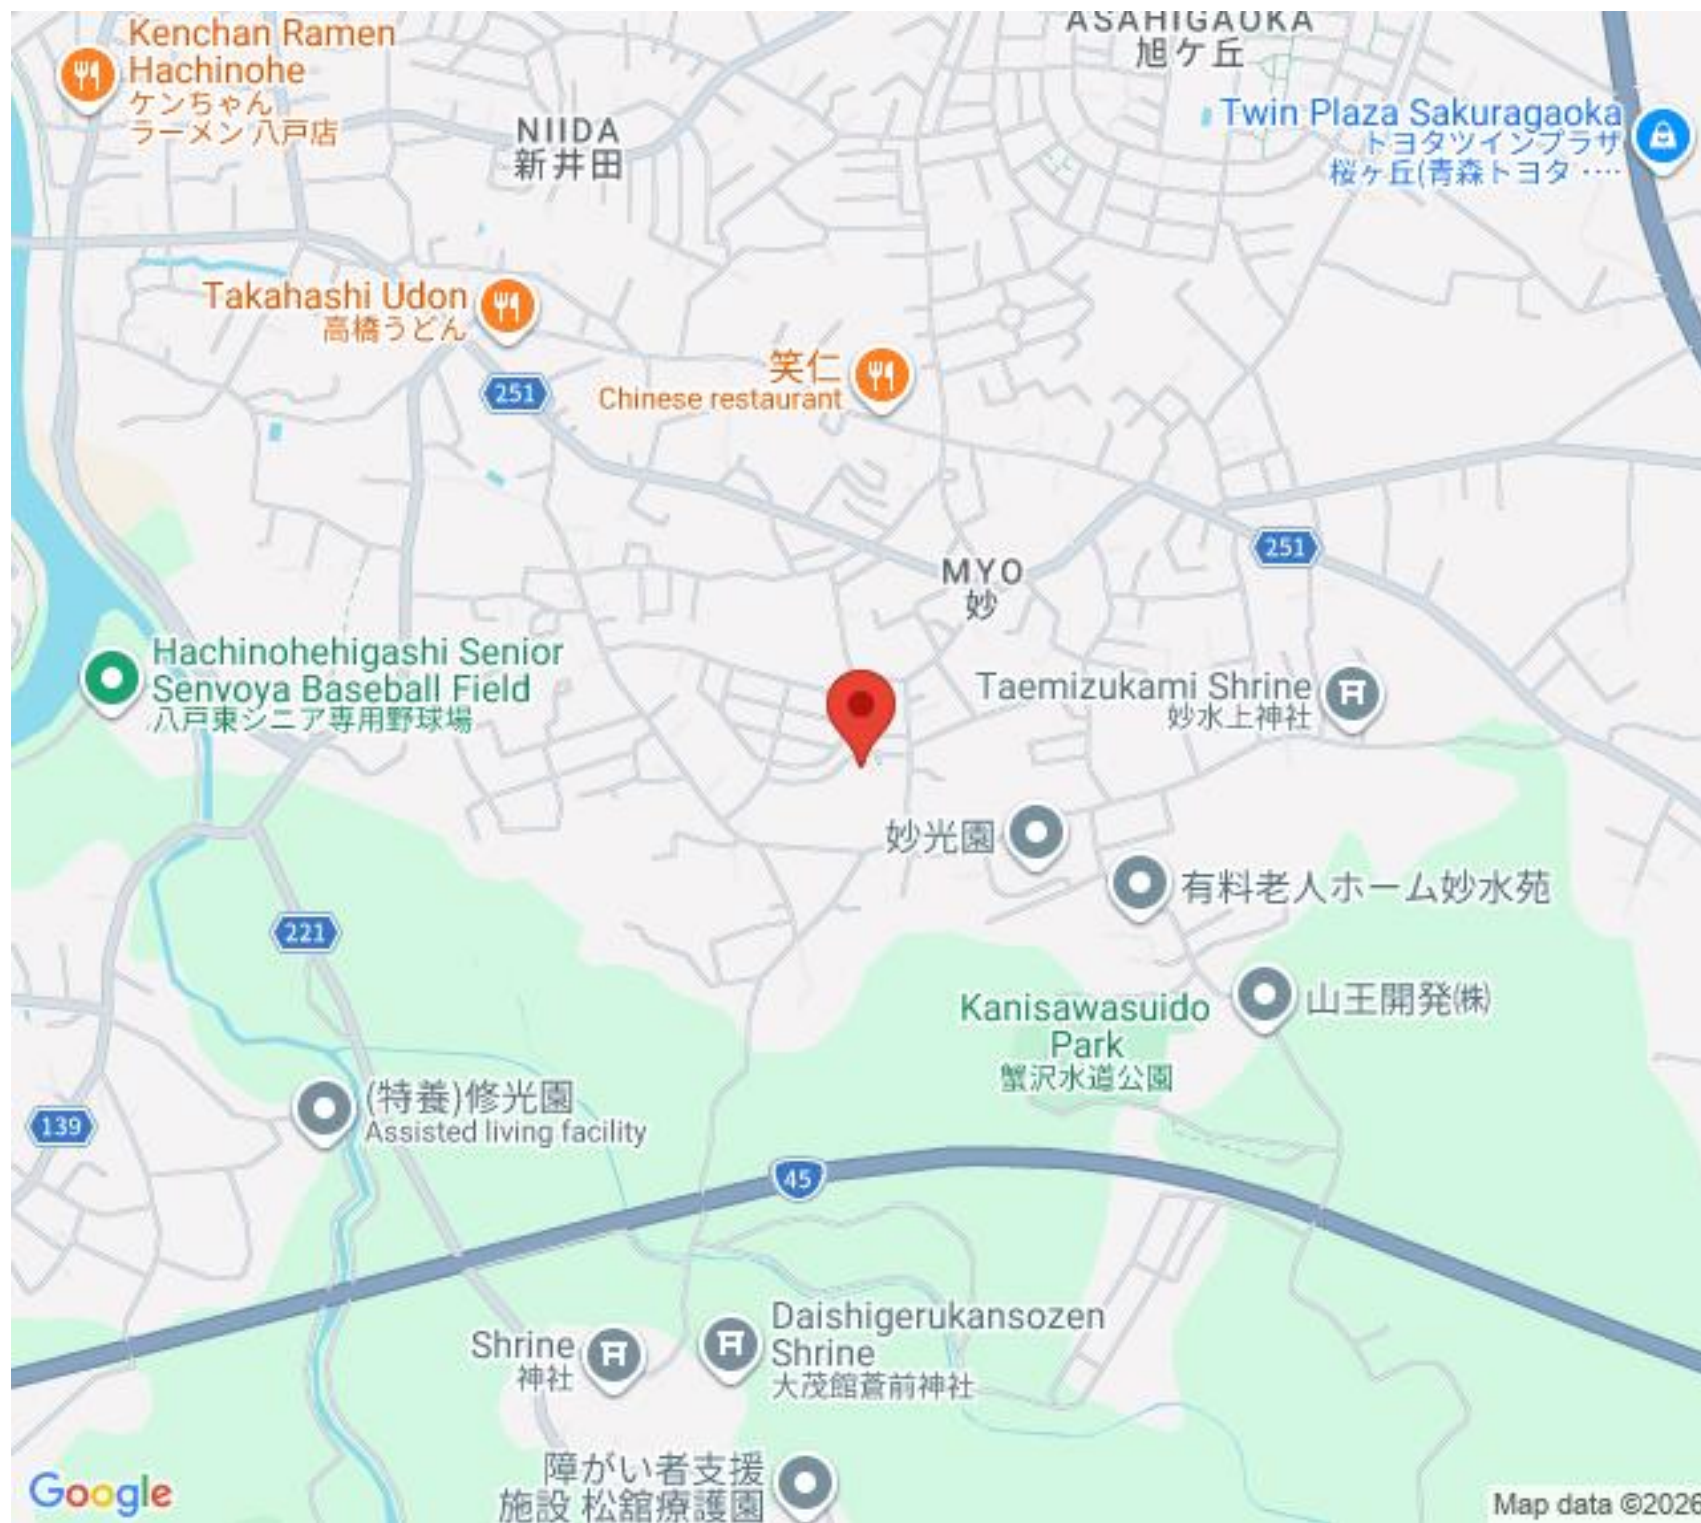 ASAHIGAOKA
旭ケ丘
Kenchan Ramen
Hachinohe
ケンちゃん
ラーメン 八戸店
NIIDA
新井田
Twin Plaza Sakuragaoka
トヨタツインプラザ
桜ヶ丘(青森トヨタ ····
Takahashi Udon
高橋うどん
笑仁
Chinese restaurant
251
251
MYO
妙
Hachinohehigashi Senior
Senvoya Baseball Field
八戸東シニア専用野球場
Taemizukami Shrine
妙水上神社
妙光園
有料老人ホーム妙水苑
221
Kanisawasuido
Park
蟹沢水道公園
山王開発㈱
(特養)修光園
Assisted living facility
139
45
Shrine
神社
Daishigerukansozen
Shrine
大茂館蒼前神社
障がい者支援
施設 松舘療護園
Google
Map data ©2026